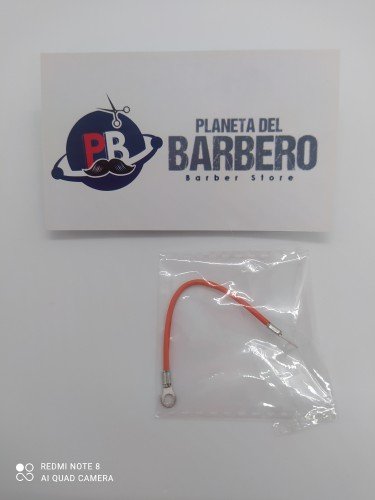 PB
PLANETA DEL
BARBERO
Barber Store
REDMI NOTE 8
AI QUAD CAMERA